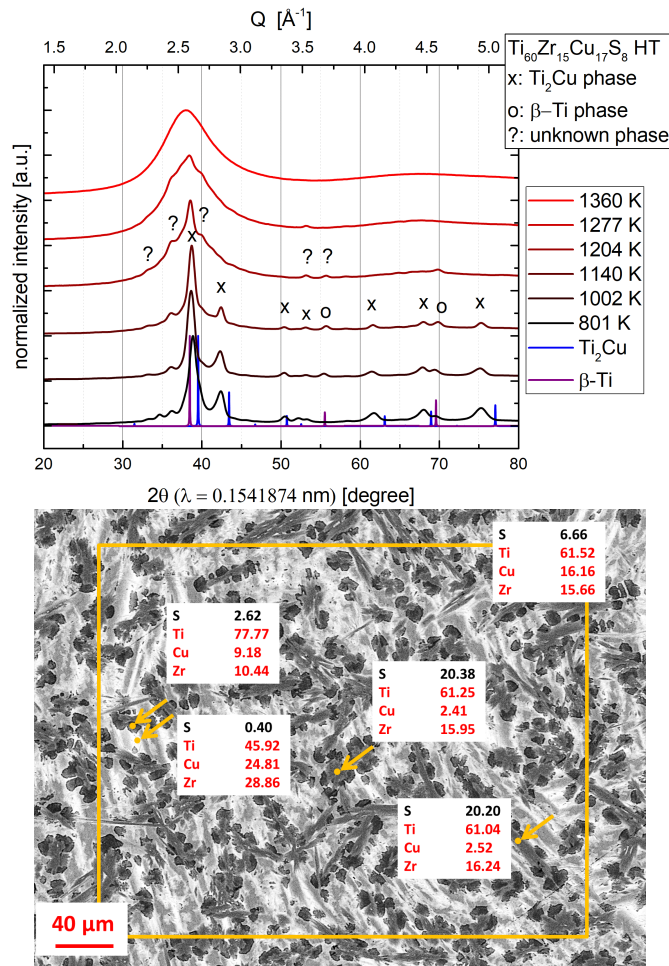 Q [Å⁻¹]
1.5 2.0 2.5 3.0 3.5 4.0 4.5 5.0
Ti₆₀Zr₁₅Cu₁₇S₈ HT
x: Ti₂Cu phase
o: β–Ti phase
?: unknown phase
normalized intensity [a.u.]
? ? ?
x
? ?
x x x o x x o x
1360 K
1277 K
1204 K
1140 K
1002 K
801 K
Ti₂Cu
β-Ti
20 30 40 50 60 70 80
2θ (λ = 0.1541874 nm) [degree]
S 6.66
Ti 61.52
Cu 16.16
Zr 15.66
S 2.62
Ti 77.77
Cu 9.18
Zr 10.44
S 20.38
Ti 61.25
Cu 2.41
Zr 15.95
S 0.40
Ti 45.92
Cu 24.81
Zr 28.86
S 20.20
Ti 61.04
Cu 2.52
Zr 16.24
40 μm